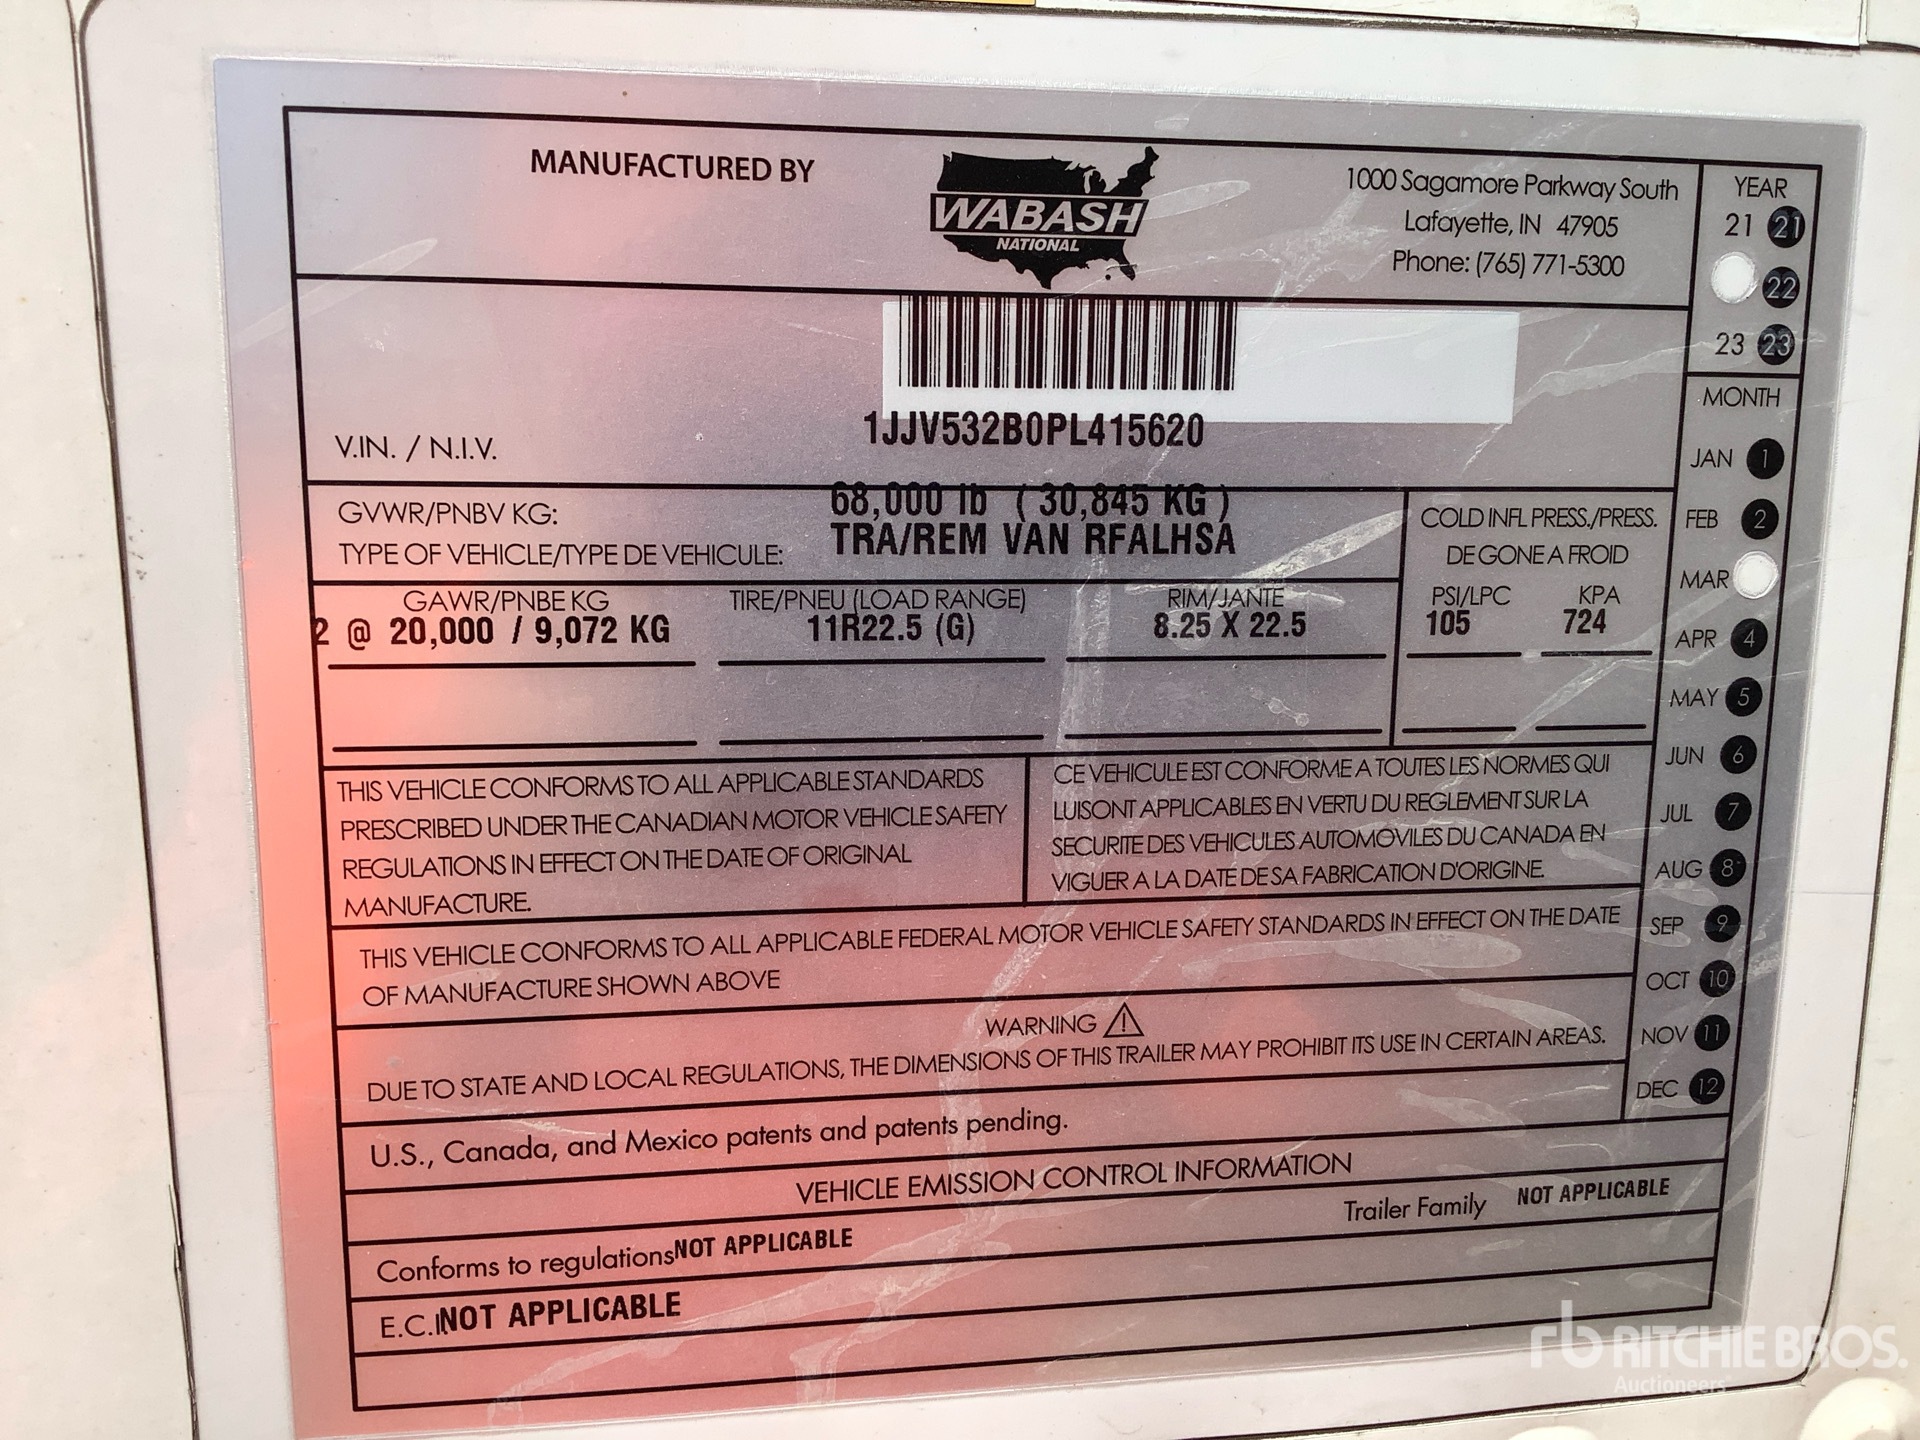 MANUFACTURED BY
WABASH
NATIONAL
1000 Sagamore Parkway South
Lafayette, IN 47905
Phone: (765) 771-5300
YEAR
21 21
22
23 23
MONTH
JAN 1
FEB 2
MAR
APR 4
MAY 5
JUN 6
JUL 7
AUG 8
SEP 9
OCT 10
NOV 11
DEC 12
V.IN. / N.I.V.
1JJV532B0PL415620
GVWR/PNBV KG: 68,000 lb ( 30,845 KG )
TYPE OF VEHICLE/TYPE DE VEHICULE: TRA/REM VAN RFALHSA
COLD INFL PRESS./PRESS.
DE GONE A FROID
GAWR/PNBE KG TIRE/PNEU (LOAD RANGE) RIM/JANTE PSI/LPC KPA
2 @ 20,000 / 9,072 KG 11R22.5 (G) 8.25 X 22.5 105 724
THIS VEHICLE CONFORMS TO ALL APPLICABLE STANDARDS
PRESCRIBED UNDER THE CANADIAN MOTOR VEHICLE SAFETY
REGULATIONS IN EFFECT ON THE DATE OF ORIGINAL
MANUFACTURE.
CE VEHICULE EST CONFORME A TOUTES LES NORMES QUI
LUISONT APPLICABLES EN VERTU DU REGLEMENT SUR LA
SECURITE DES VEHICULES AUTOMOVILES DU CANADA EN
VIGUER A LA DATE DE SA FABRICATION D'ORIGINE.
THIS VEHICLE CONFORMS TO ALL APPLICABLE FEDERAL MOTOR VEHICLE SAFETY STANDARDS IN EFFECT ON THE DATE
OF MANUFACTURE SHOWN ABOVE
WARNING
DUE TO STATE AND LOCAL REGULATIONS, THE DIMENSIONS OF THIS TRAILER MAY PROHIBIT ITS USE IN CERTAIN AREAS.
U.S., Canada, and Mexico patents and patents pending.
VEHICLE EMISSION CONTROL INFORMATION
Trailer Family NOT APPLICABLE
Conforms to regulations NOT APPLICABLE
E.C.I. NOT APPLICABLE
rb RITCHIE BROS.
Auctioneers